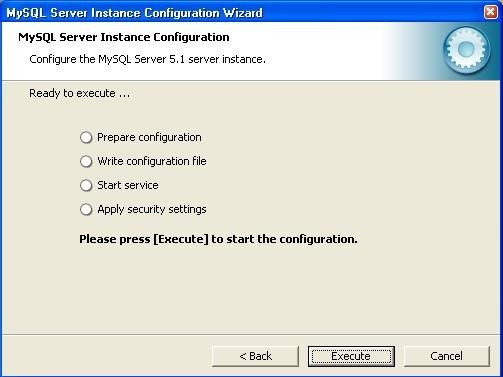 MySQL Server Instance Configuration Wizard
MySQL Server Instance Configuration
Configure the MySQL Server 5.1 server instance.
Ready to execute ...
Prepare configuration
Write configuration file
Start service
Apply security settings
Please press [Execute] to start the configuration.
< Back
Execute
Cancel